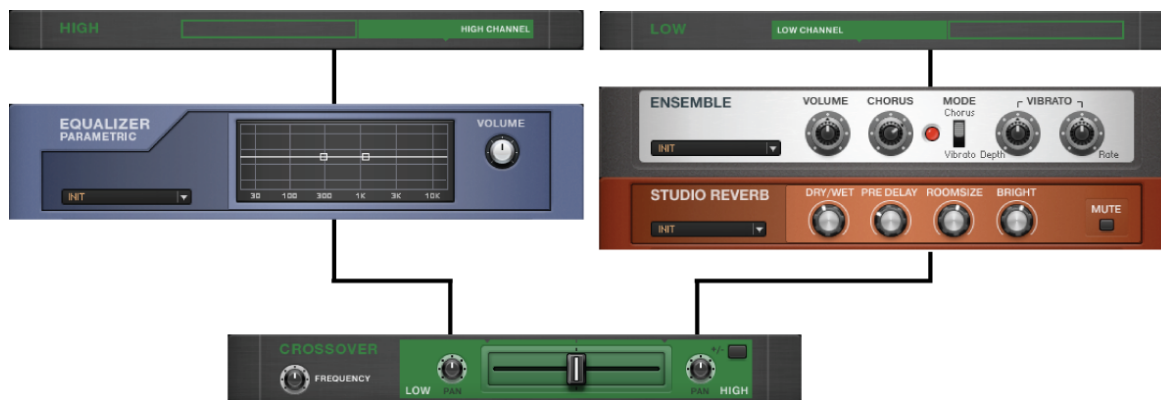 HIGH
HIGH CHANNEL
EQUALIZER
PARAMETRIC
VOLUME
INIT
30 100 300 1K 3K 10K
LOW
LOW CHANNEL
ENSEMBLE
VOLUME CHORUS MODE VIBRATO
Chorus
INIT
Vibrato Depth Rate
STUDIO REVERB
DRY/WET PRE DELAY ROOMSIZE BRIGHT
MUTE
INIT
CROSSOVER
+/-
FREQUENCY
LOW PAN PAN HIGH